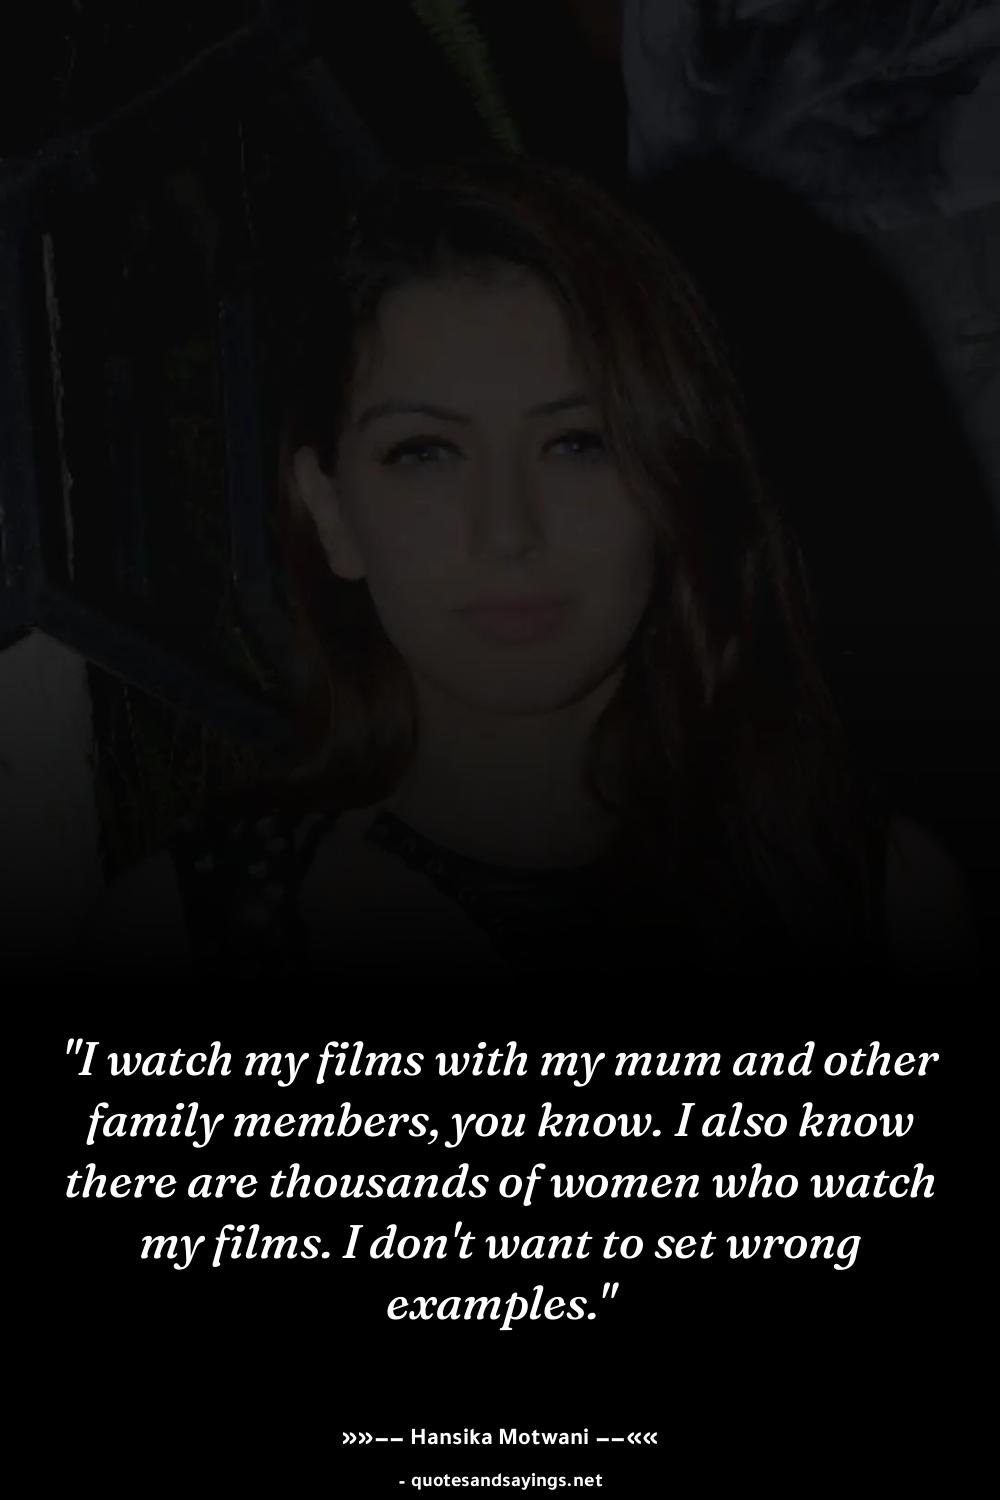 "I watch my films with my mum and other
family members, you know. I also know
there are thousands of women who watch
my films. I don't want to set wrong
examples."
»»−− Hansika Motwani −−««
- quotesandsayings.net